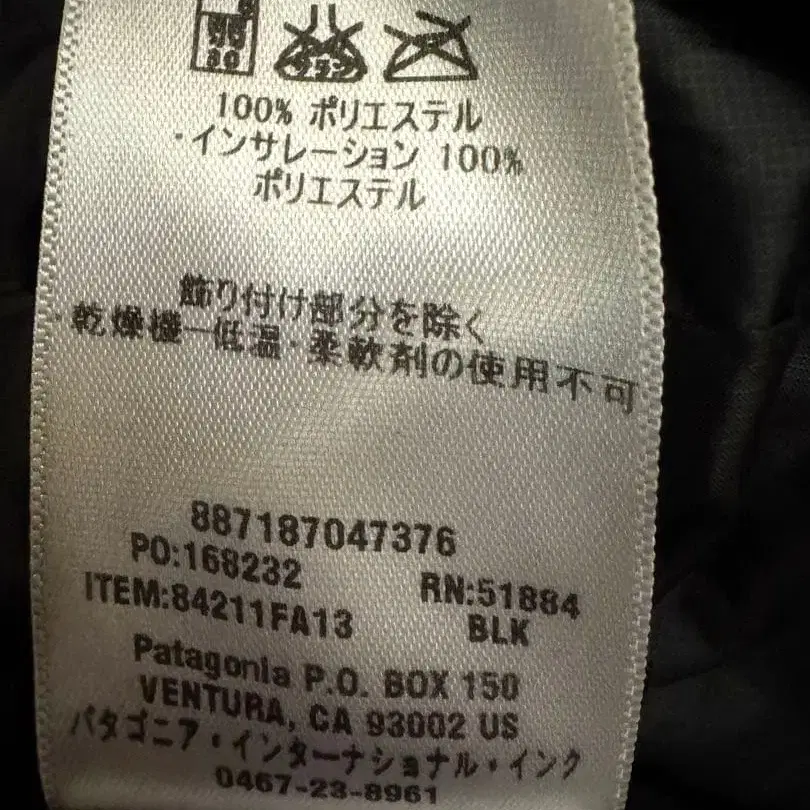 30
100% ポリエステル
・インサレーション 100%
ポリエステル
飾り付け部分を除く
・乾燥機ー低温・柔軟剤の使用不可
887187047376
PO:168232
RN:51884
ITEM:84211FA13
BLK
Patagonia P.O. BOX 150
VENTURA, CA 93002 US
パタゴニア・インターナショナル・インク
0467-23-8961